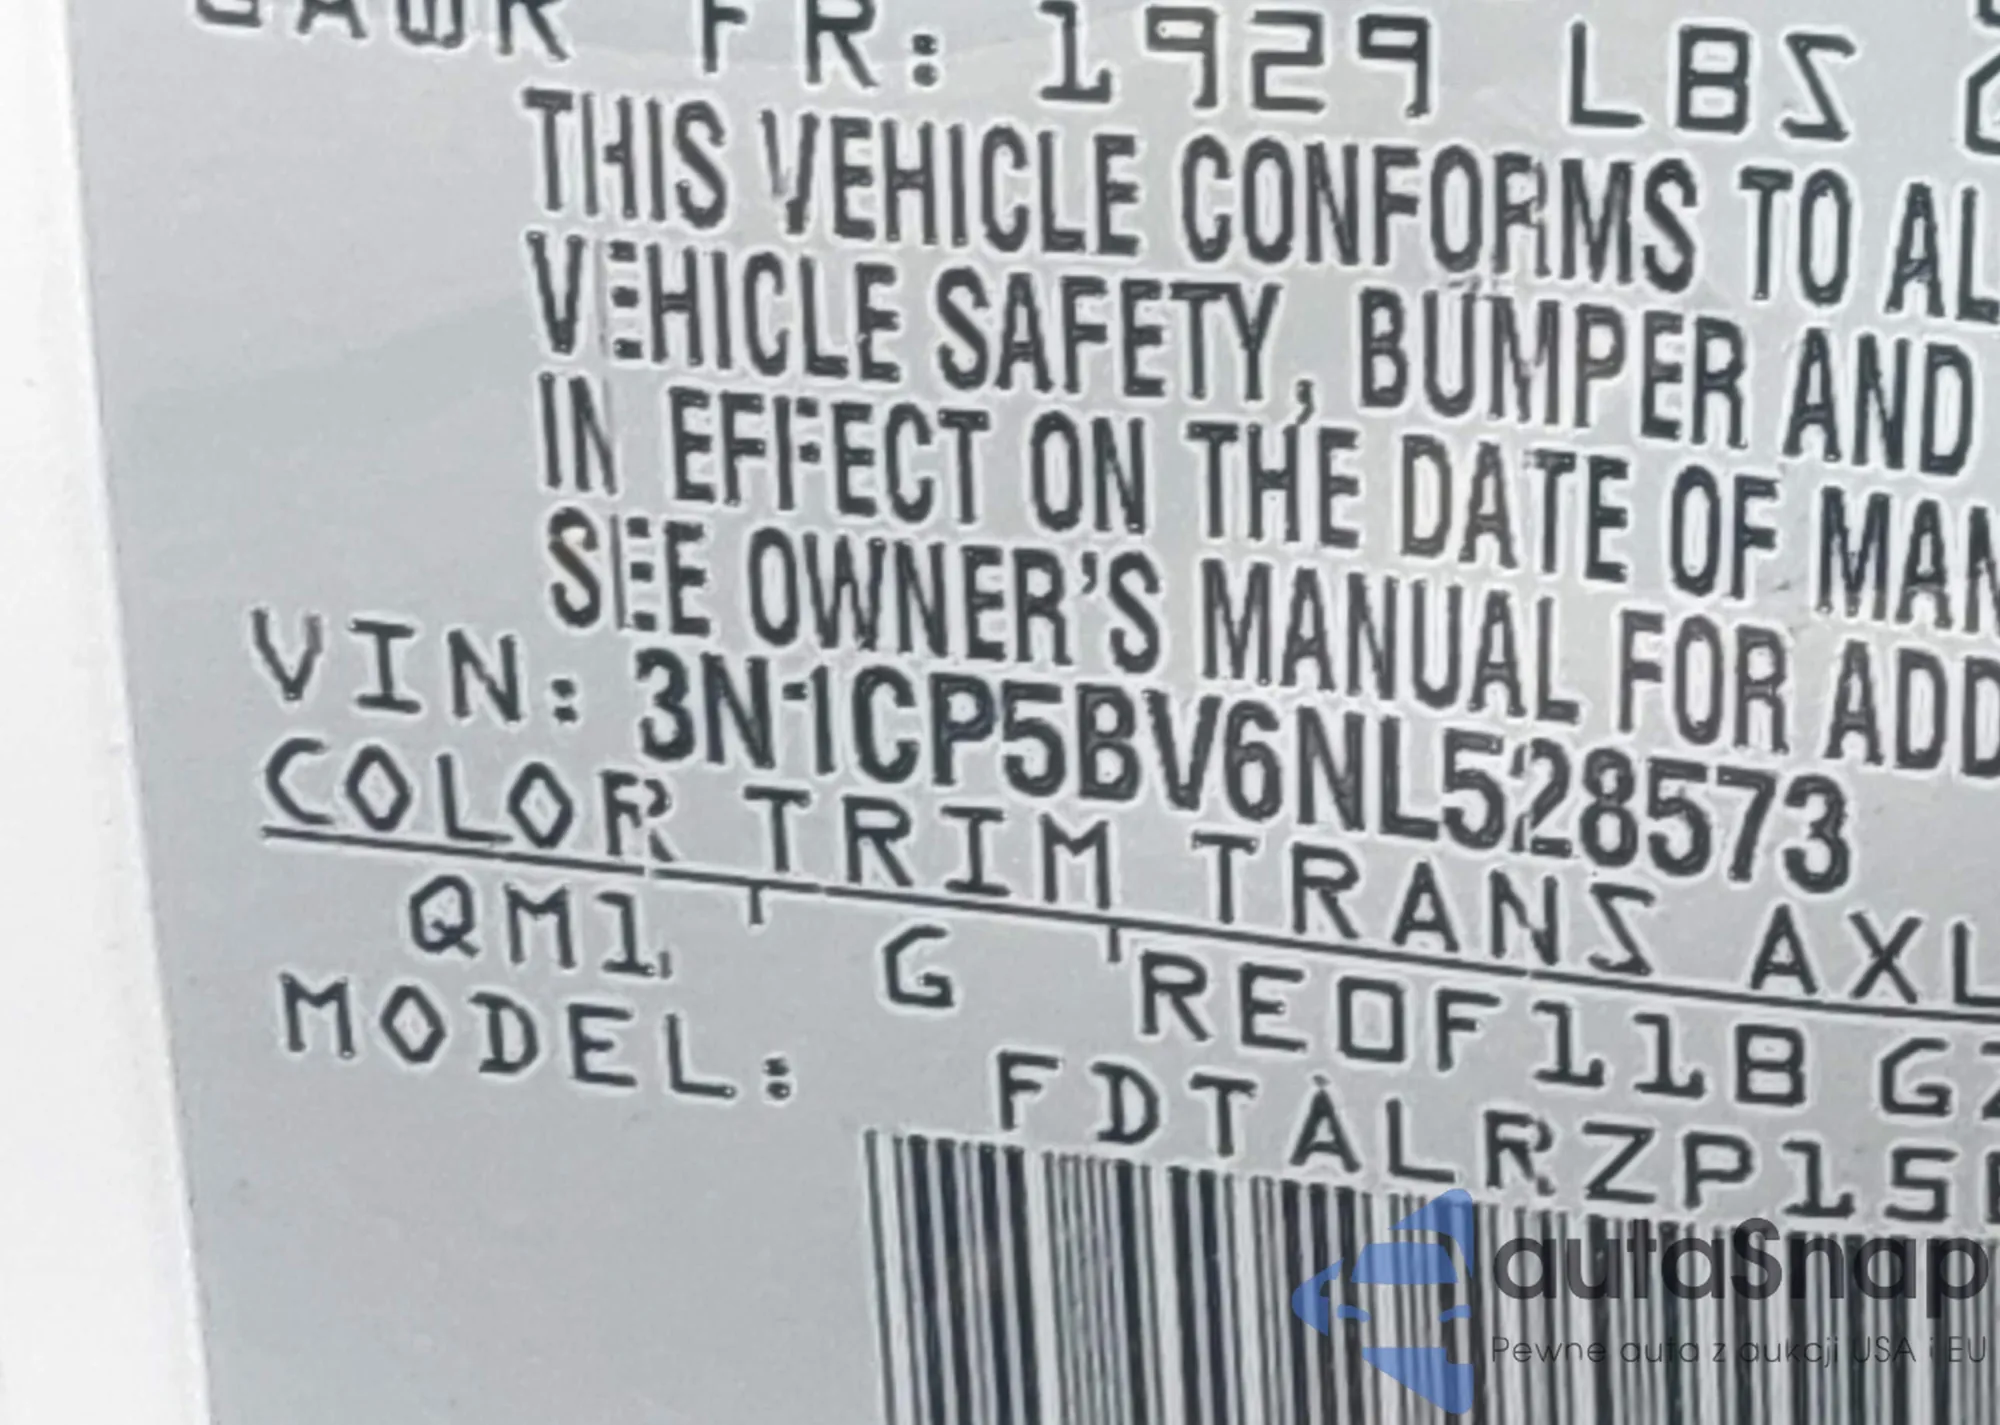 GAWR FR: 1929 LBS
THIS VEHICLE CONFORMS TO AL
VEHICLE SAFETY, BUMPER AND
IN EFFECT ON THE DATE OF MAN
SEE OWNER'S MANUAL FOR ADD
VIN: 3N1CP5BV6NL528573
COLOR TRIM TRANS AXL
QM1 G RE0F11B G
MODEL: FDTALRZP15
autaSnap
Pewne auta z aukcji USA i EU